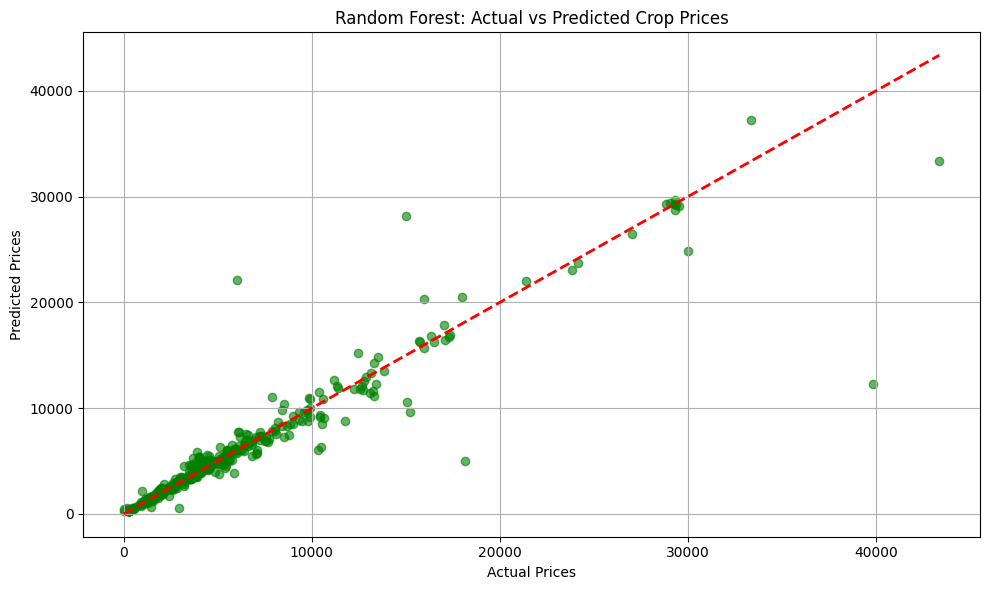 Random Forest: Actual vs Predicted Crop Prices
Predicted Prices
40000
30000
20000
10000
0
0 10000 20000 30000 40000
Actual Prices